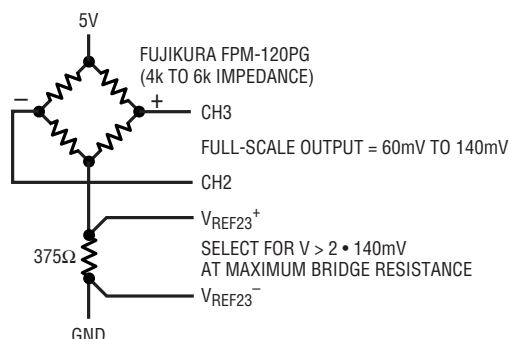 5V
FUJIKURA FPM-120PG
(4k TO 6k IMPEDANCE)
–
+
CH3
FULL-SCALE OUTPUT = 60mV TO 140mV
CH2
VREF23+
375Ω
SELECT FOR V > 2 • 140mV
AT MAXIMUM BRIDGE RESISTANCE
VREF23–
GND